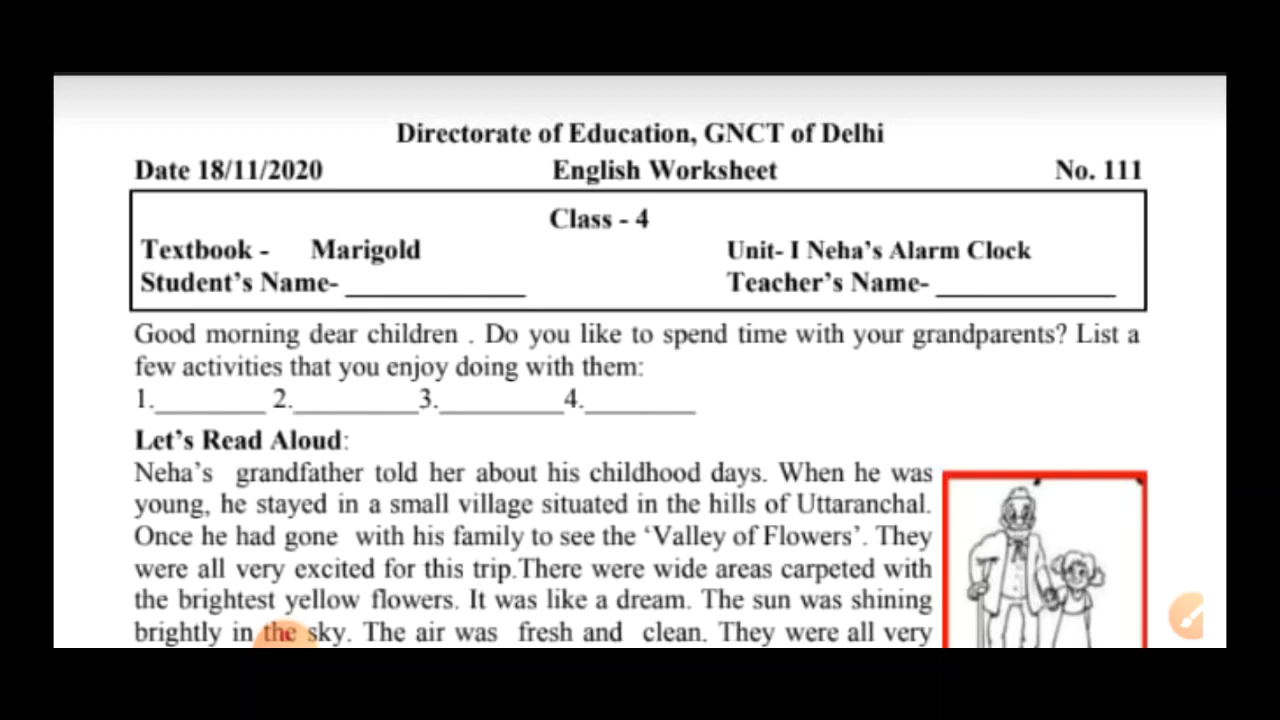 Directorate of Education, GNCT of Delhi
Date 18/11/2020 English Worksheet No. 111
Class - 4
Textbook - Marigold Unit- I Neha's Alarm Clock
Student's Name- ____________ Teacher's Name- ____________
Good morning dear children . Do you like to spend time with your grandparents? List a
few activities that you enjoy doing with them:
1.________ 2._________3._________4.________
Let's Read Aloud:
Neha's grandfather told her about his childhood days. When he was
young, he stayed in a small village situated in the hills of Uttaranchal.
Once he had gone with his family to see the ‘Valley of Flowers’. They
were all very excited for this trip.There were wide areas carpeted with
the brightest yellow flowers. It was like a dream. The sun was shining
brightly in the sky. The air was fresh and clean. They were all very